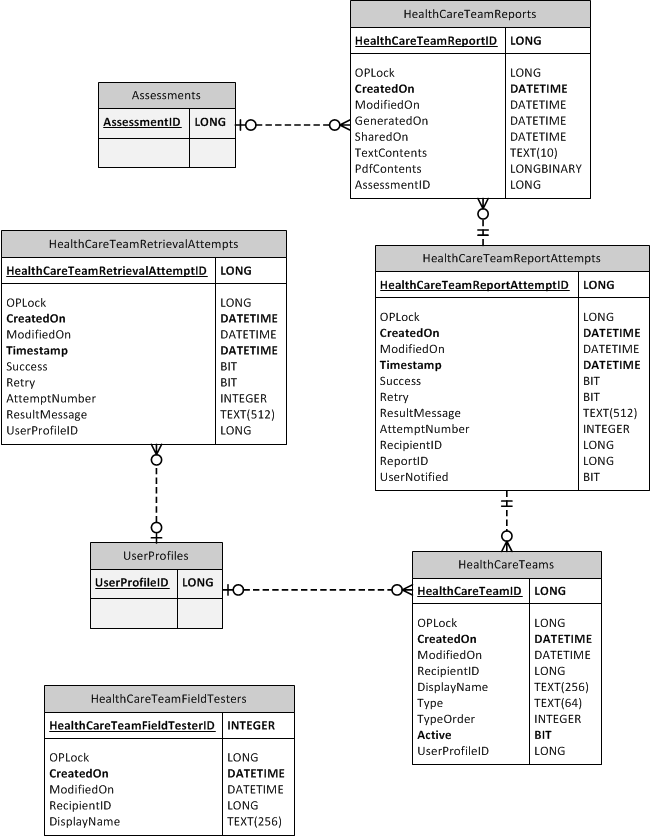 HealthCareTeamReports
HealthCareTeamReportID LONG
OPLock LONG
CreatedOn DATETIME
ModifiedOn DATETIME
GeneratedOn DATETIME
SharedOn DATETIME
TextContents TEXT(10)
PdfContents LONGBINARY
AssessmentID LONG
Assessments
AssessmentID LONG
HealthCareTeamRetrievalAttempts
HealthCareTeamRetrievalAttemptID LONG
OPLock LONG
CreatedOn DATETIME
ModifiedOn DATETIME
Timestamp DATETIME
Success BIT
Retry BIT
AttemptNumber INTEGER
ResultMessage TEXT(512)
UserProfileID LONG
HealthCareTeamReportAttempts
HealthCareTeamReportAttemptID LONG
OPLock LONG
CreatedOn DATETIME
ModifiedOn DATETIME
Timestamp DATETIME
Success BIT
Retry BIT
ResultMessage TEXT(512)
AttemptNumber INTEGER
RecipientID LONG
ReportID LONG
UserNotified BIT
UserProfiles
UserProfileID LONG
HealthCareTeams
HealthCareTeamID LONG
OPLock LONG
CreatedOn DATETIME
ModifiedOn DATETIME
RecipientID LONG
DisplayName TEXT(256)
Type TEXT(64)
TypeOrder INTEGER
Active BIT
UserProfileID LONG
HealthCareTeamFieldTesters
HealthCareTeamFieldTesterID INTEGER
OPLock LONG
CreatedOn DATETIME
ModifiedOn DATETIME
RecipientID LONG
DisplayName TEXT(256)